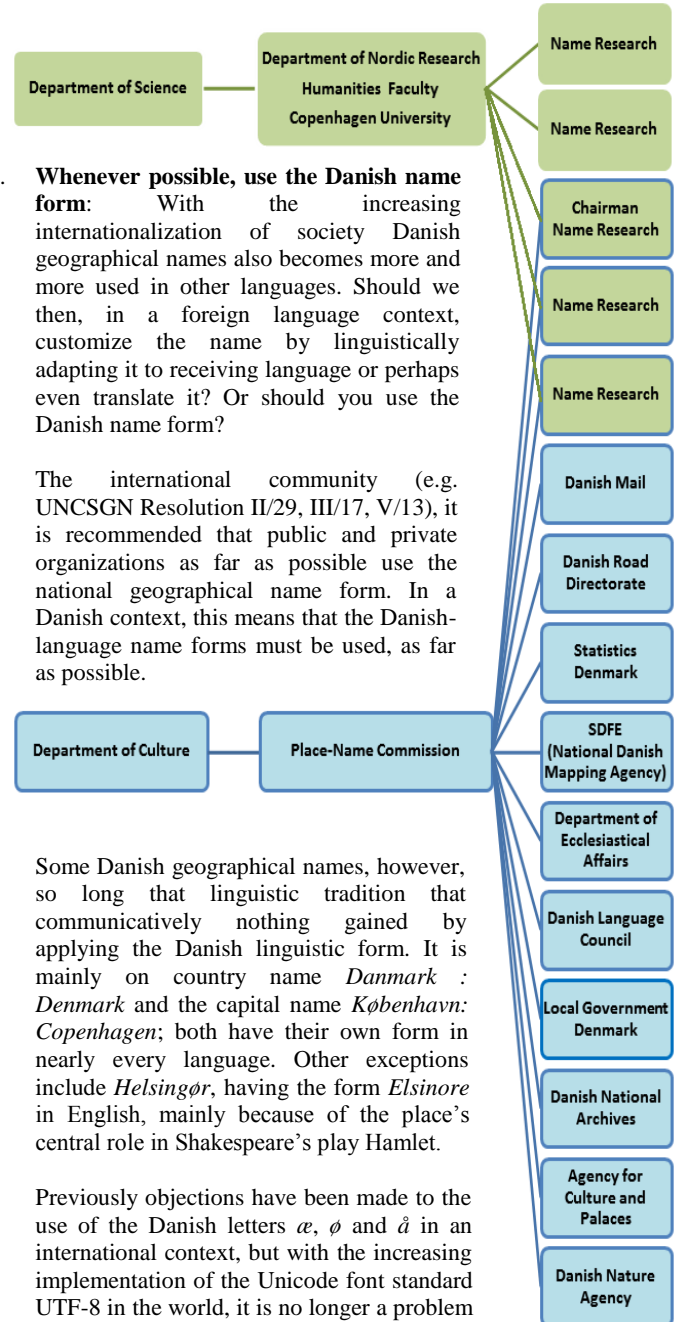 Department of Science
Department of Nordic Research
Humanities Faculty
Copenhagen University
Name Research
Name Research
Chairman
Name Research
Name Research
Name Research
. Whenever possible, use the Danish name
form: With the increasing
internationalization of society Danish
geographical names also becomes more and
more used in other languages. Should we
then, in a foreign language context,
customize the name by linguistically
adapting it to receiving language or perhaps
even translate it? Or should you use the
Danish name form?
The international community (e.g.
UNCSGN Resolution II/29, III/17, V/13), it
is recommended that public and private
organizations as far as possible use the
national geographical name form. In a
Danish context, this means that the Danish-
language name forms must be used, as far
as possible.
Department of Culture
Place-Name Commission
Danish Mail
Danish Road
Directorate
Statistics
Denmark
SDFE
(National Danish
Mapping Agency)
Department of
Ecclesiastical
Affairs
Danish Language
Council
Local Government
Denmark
Danish National
Archives
Agency for
Culture and
Palaces
Danish Nature
Agency
Some Danish geographical names, however,
so long that linguistic tradition that
communicatively nothing gained by
applying the Danish linguistic form. It is
mainly on country name Danmark :
Denmark and the capital name København:
Copenhagen; both have their own form in
nearly every language. Other exceptions
include Helsingør, having the form Elsinore
in English, mainly because of the place's
central role in Shakespeare's play Hamlet.
Previously objections have been made to the
use of the Danish letters æ, ø and å in an
international context, but with the increasing
implementation of the Unicode font standard
UTF-8 in the world, it is no longer a problem